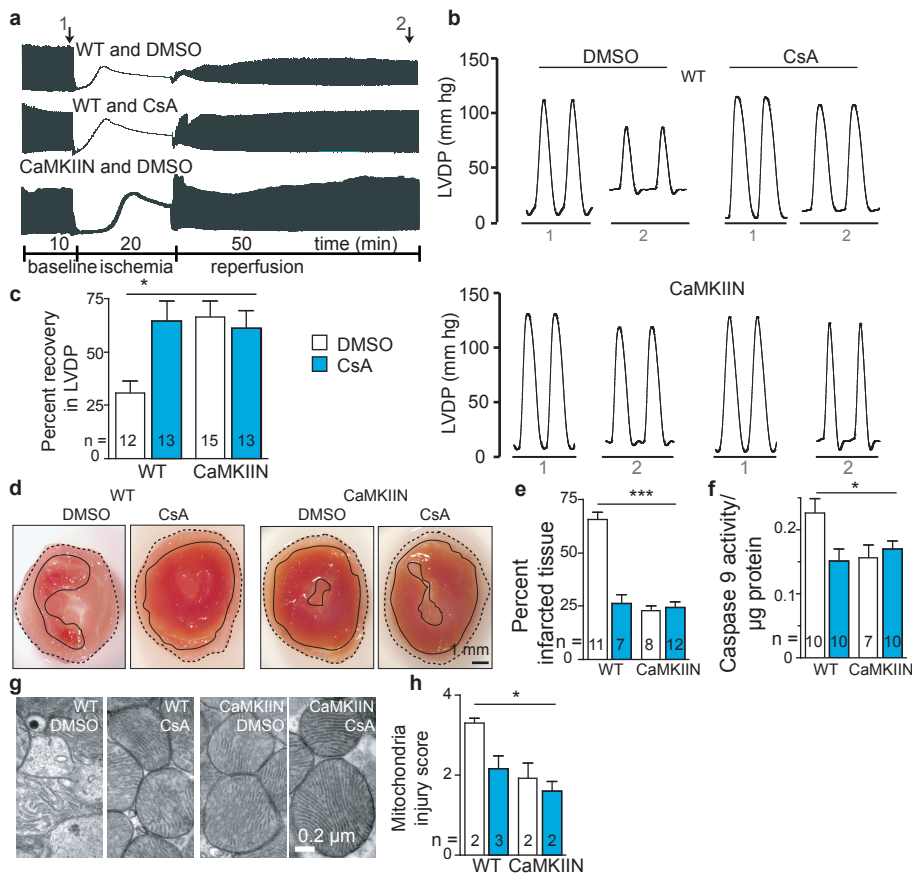 a
1
2
WT and DMSO
WT and CsA
CaMKIIN and DMSO
10
20
50
time (min)
baseline
ischemia
reperfusion
b
DMSO
CsA
WT
LVDP (mm hg)
150
100
50
0
1
2
1
2
CaMKIIN
LVDP (mm hg)
150
100
50
0
1
2
1
2
c
*
Percent recovery
in LVDP
75
50
25
0
n =
12
13
15
13
WT
CaMKIIN
DMSO
CsA
d
WT
CaMKIIN
DMSO
CsA
DMSO
CsA
1 mm
e
***
Percent
infarcted tissue
75
50
25
0
n =
11
7
8
12
WT
CaMKIIN
f
*
Caspase 9 activity/
µg protein
0.2
0.1
0
n =
10
10
7
10
WT
CaMKIIN
g
WT
DMSO
WT
CsA
CaMKIIN
DMSO
CaMKIIN
CsA
0.2 µm
h
*
Mitochondria
injury score
4
2
0
n =
2
3
2
2
WT
CaMKIIN